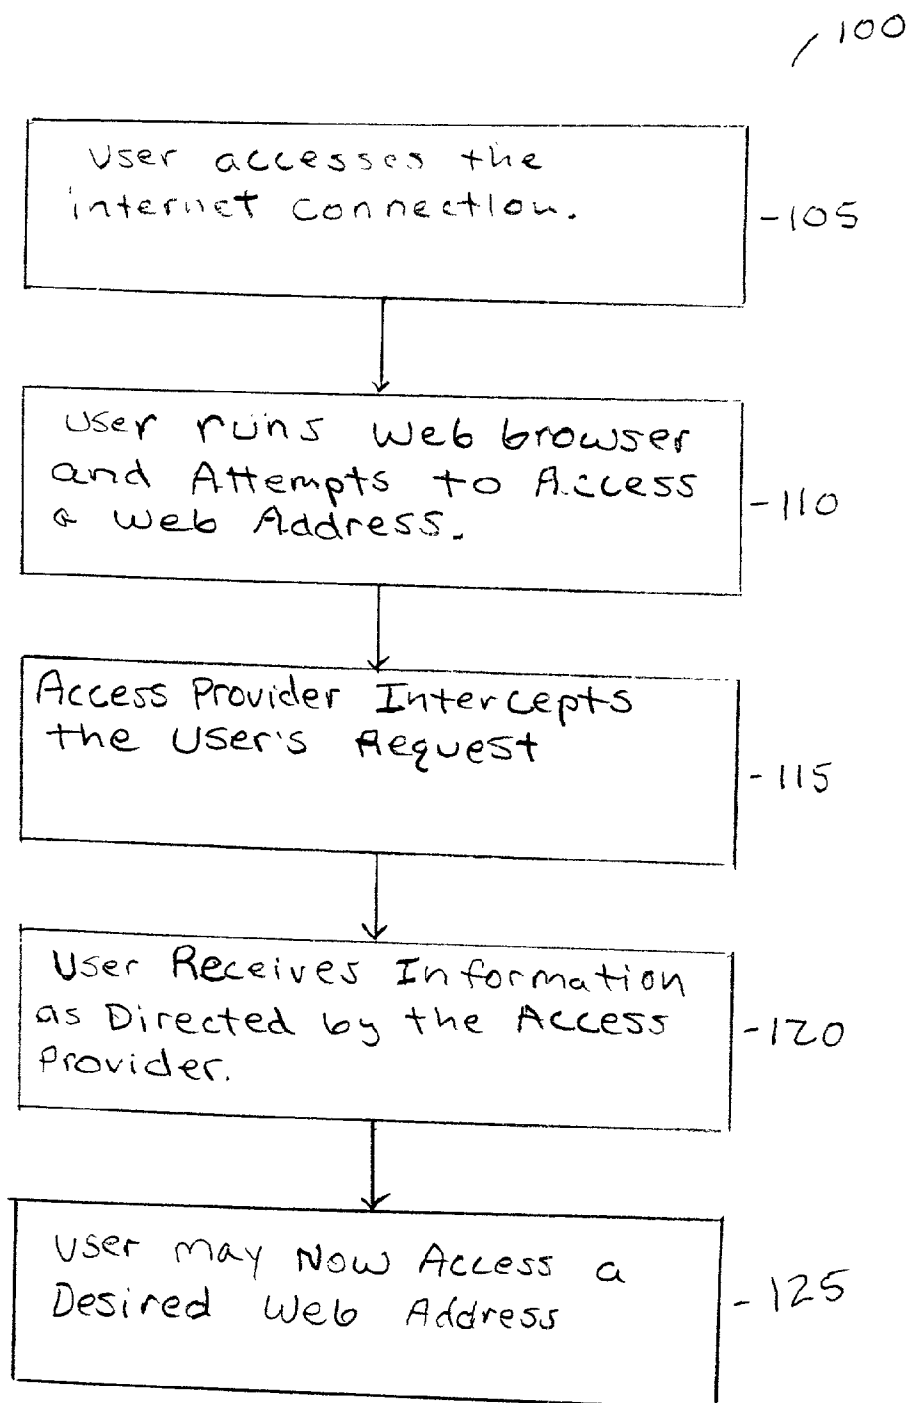 100
User accesses the
internet connection.
-105
User runs Web browser
and Attempts to Access
a Web Address.
-110
Access Provider Intercepts
the User's Request
-115
User Receives Information
as Directed by the Access
Provider.
-120
User may Now Access a
Desired Web Address
-125